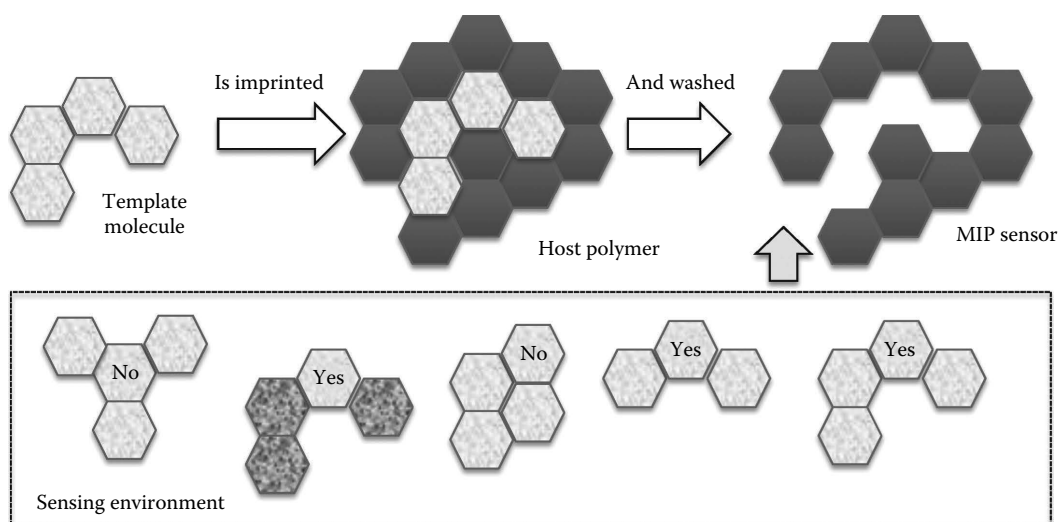 Is imprinted
And washed
Template
molecule
Host polymer
MIP sensor
No
Yes
No
Yes
Yes
Sensing environment